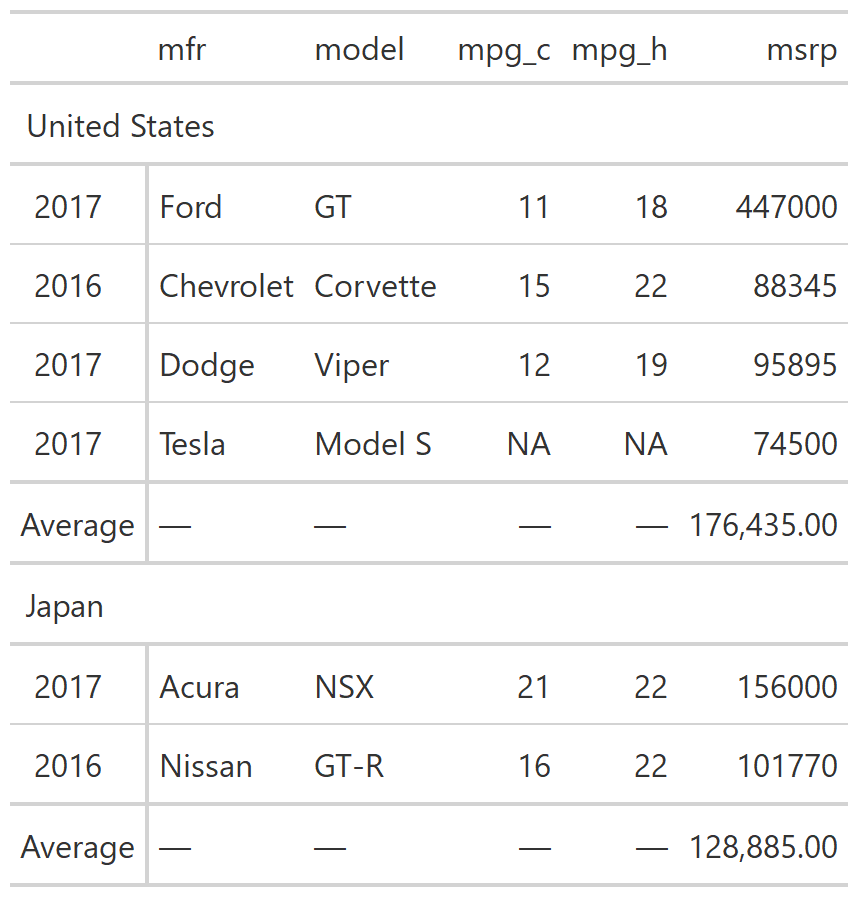 mfr model mpg_c mpg_h msrp
United States
2017 Ford GT 11 18 447000
2016 Chevrolet Corvette 15 22 88345
2017 Dodge Viper 12 19 95895
2017 Tesla Model S NA NA 74500
Average — — — — 176,435.00
Japan
2017 Acura NSX 21 22 156000
2016 Nissan GT-R 16 22 101770
Average — — — — 128,885.00